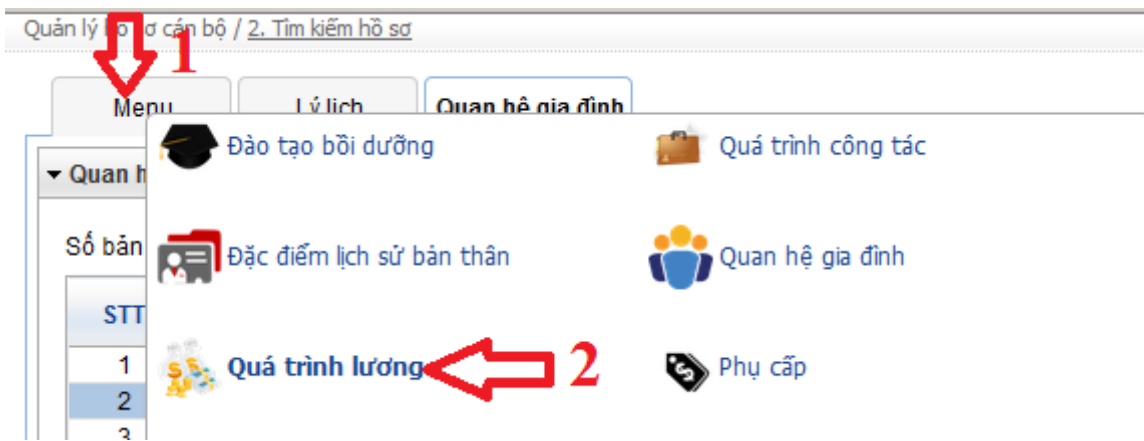 Quản lý hồ sơ cán bộ / 2. Tìm kiếm hồ sơ
1
Menu Lý lịch Quan hệ gia đình
Đào tạo bồi dưỡng Quá trình công tác
Quan h
Số bản Đặc điểm lịch sử bản thân Quan hệ gia đình
STT
1 Quá trình lương 2 Phụ cấp
2
3